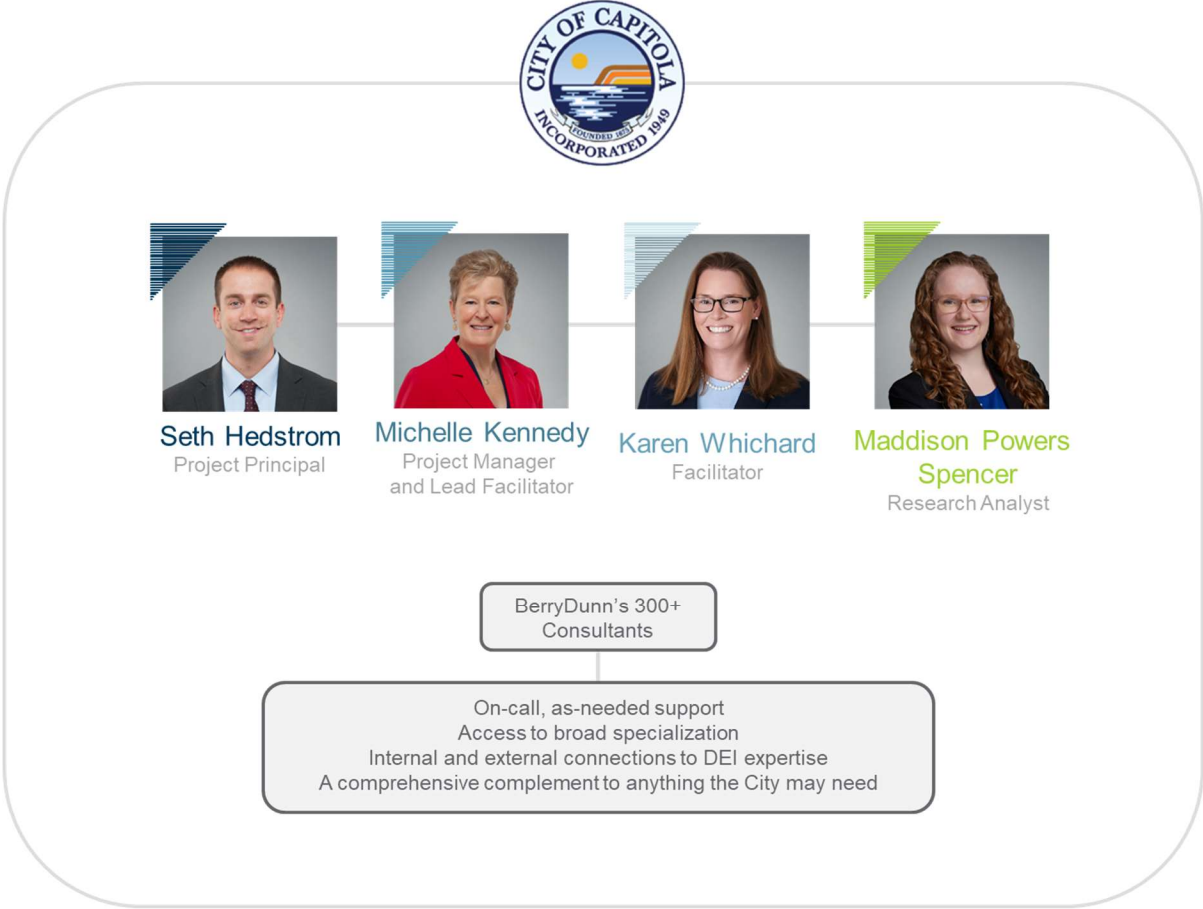 CITY OF CAPITOLA
FOUNDED 1875
INCORPORATED 1949
Seth Hedstrom
Project Principal
Michelle Kennedy
Project Manager
and Lead Facilitator
Karen Whichard
Facilitator
Maddison Powers
Spencer
Research Analyst
BerryDunn’s 300+
Consultants
On-call, as-needed support
Access to broad specialization
Internal and external connections to DEI expertise
A comprehensive complement to anything the City may need